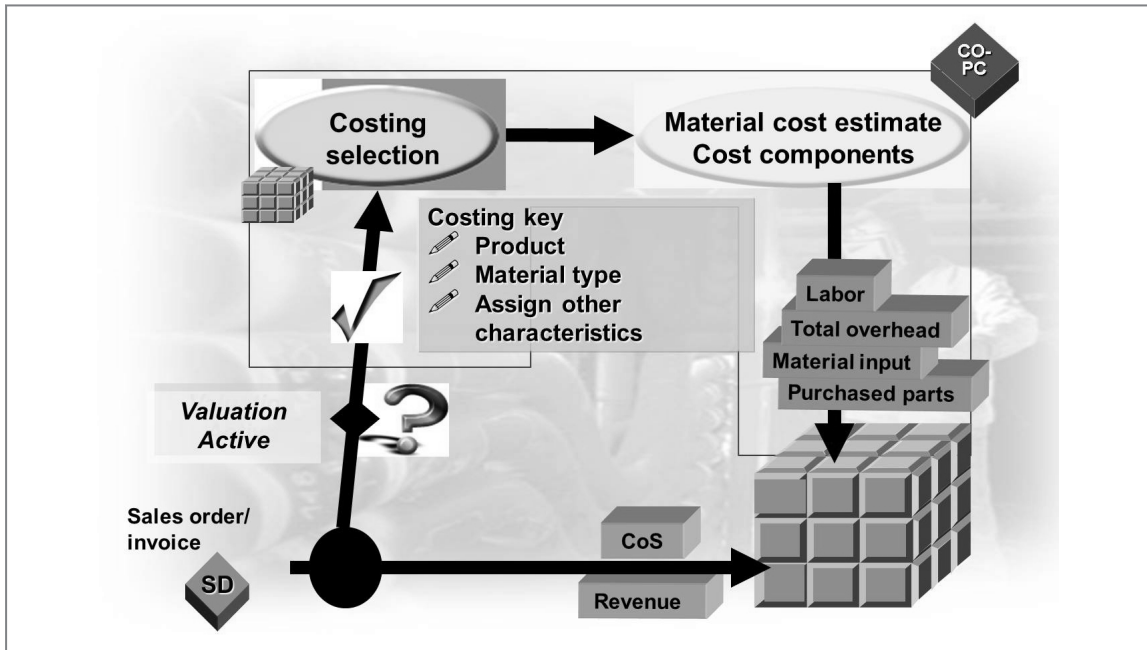 CO-
PC
Costing
selection
Material cost estimate
Cost components
Costing key
Product
Material type
Assign other
characteristics
Labor
Total overhead
Material input
Purchased parts
Valuation
Active
Sales order/
invoice
SD
CoS
Revenue